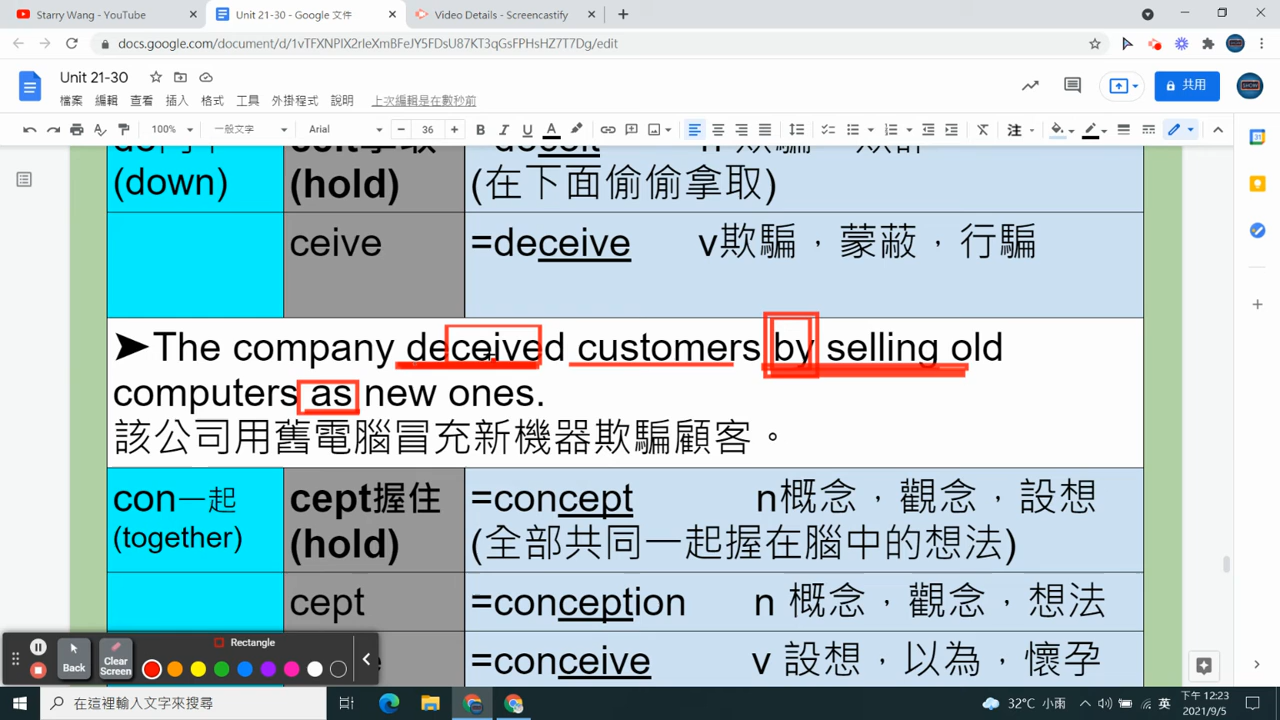 Starry Wang - YouTube
Unit 21-30 - Google 文件
Video Details - Screencastify
docs.google.com/document/d/1vTFXNPlX2rIeXmBFeJY5FDsU87KT3qGsFPHsHZ7T7Dg/edit
Unit 21-30
檔案 編輯 查看 插入 格式 工具 外掛程式 說明 上次編輯是在數秒前
共用
100% 一般文字 Arial 36 B I U A 注
(down) (hold) (在下面偷偷拿取)
ceive =deceive v欺騙，蒙蔽，行騙
➤The company deceived customers by selling old
computers as new ones.
該公司用舊電腦冒充新機器欺騙顧客。
con一起 cept握住 =concept n概念，觀念，設想
(together) (hold) (全部共同一起握在腦中的想法)
cept =conception n 概念，觀念，想法
=conceive v 設想，以為，懷孕
Rectangle
Back
Clear
Screen
在這裡輸入文字來搜尋
32°C 小雨
英
下午 12:23
2021/9/5